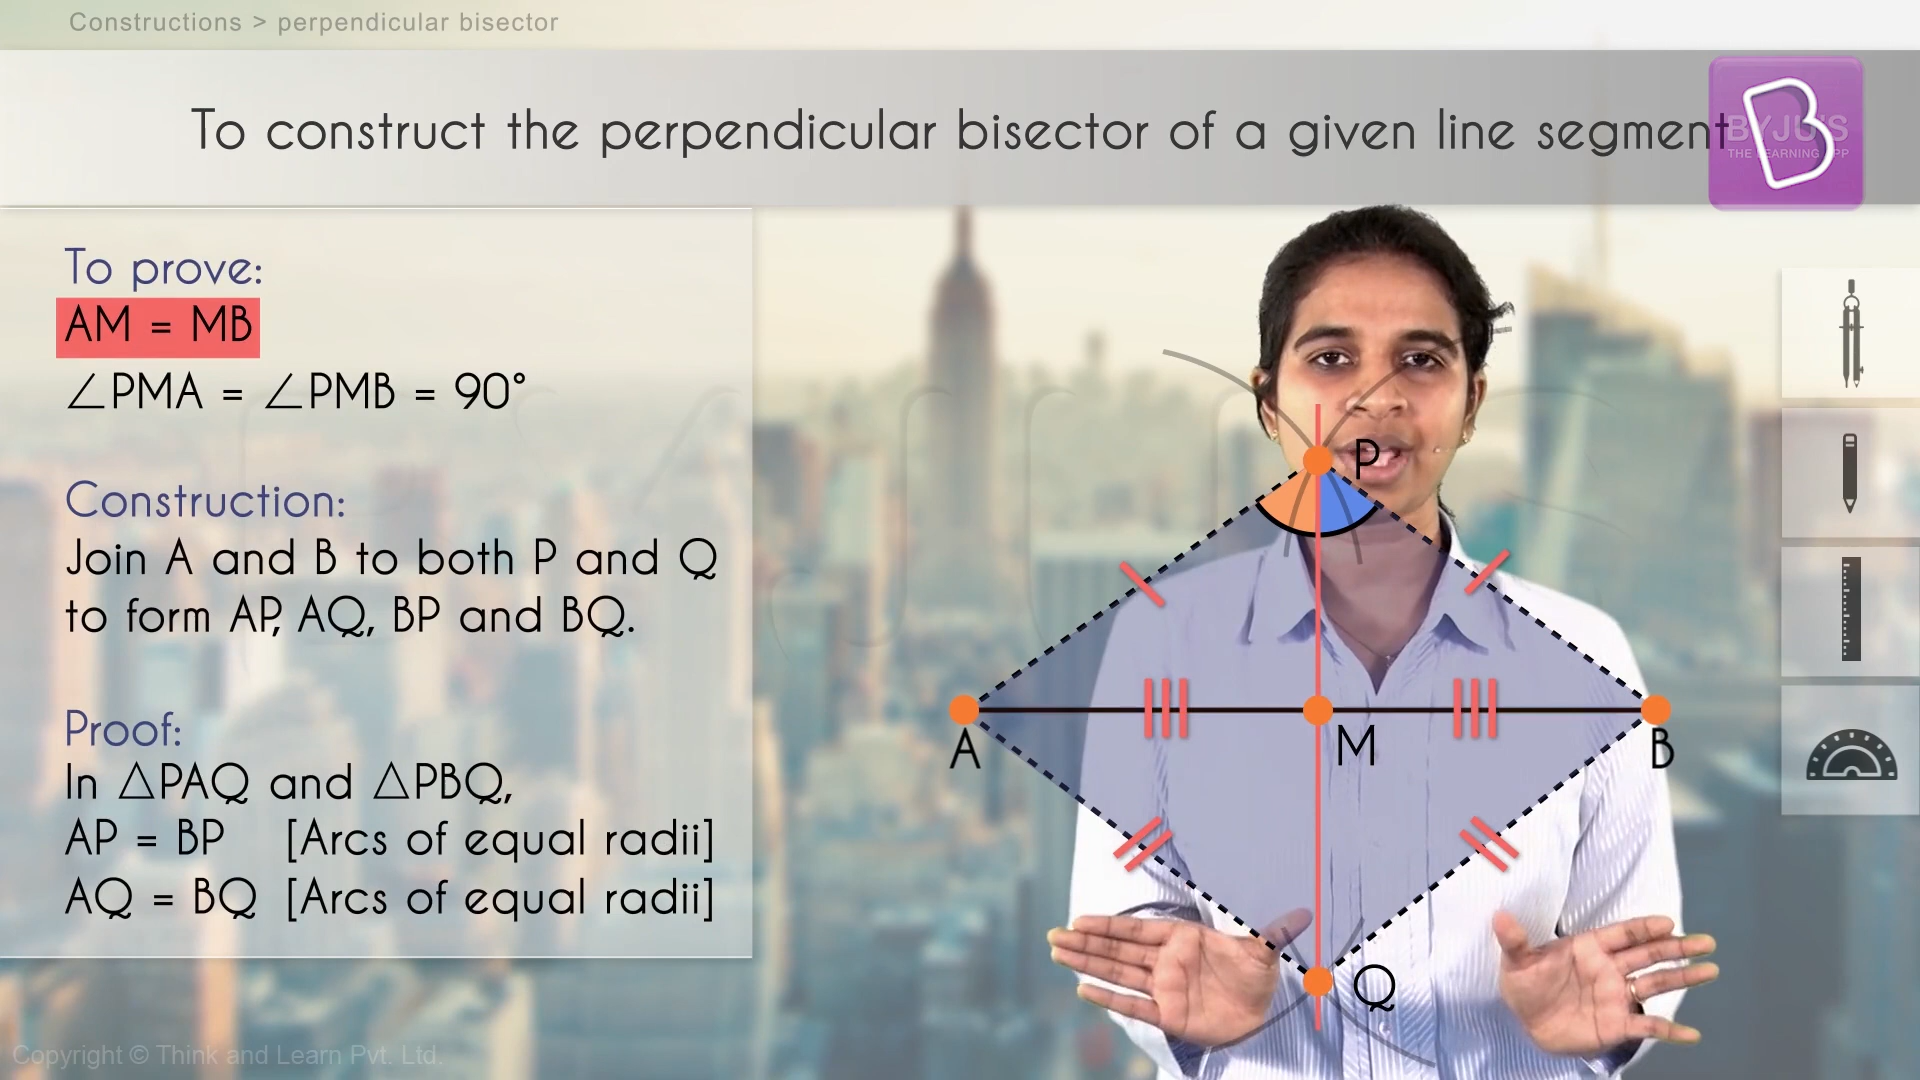 Constructions > perpendicular bisector
To construct the perpendicular bisector of a given line segment
BYJU'S
THE LEARNING APP
To prove:
AM = MB
∠PMA = ∠PMB = 90°
Construction:
Join A and B to both P and Q
to form AP, AQ, BP and BQ.
Proof:
In △PAQ and △PBQ,
AP = BP [Arcs of equal radii]
AQ = BQ [Arcs of equal radii]
P
A
M
B
Q
Copyright © Think and Learn Pvt. Ltd.